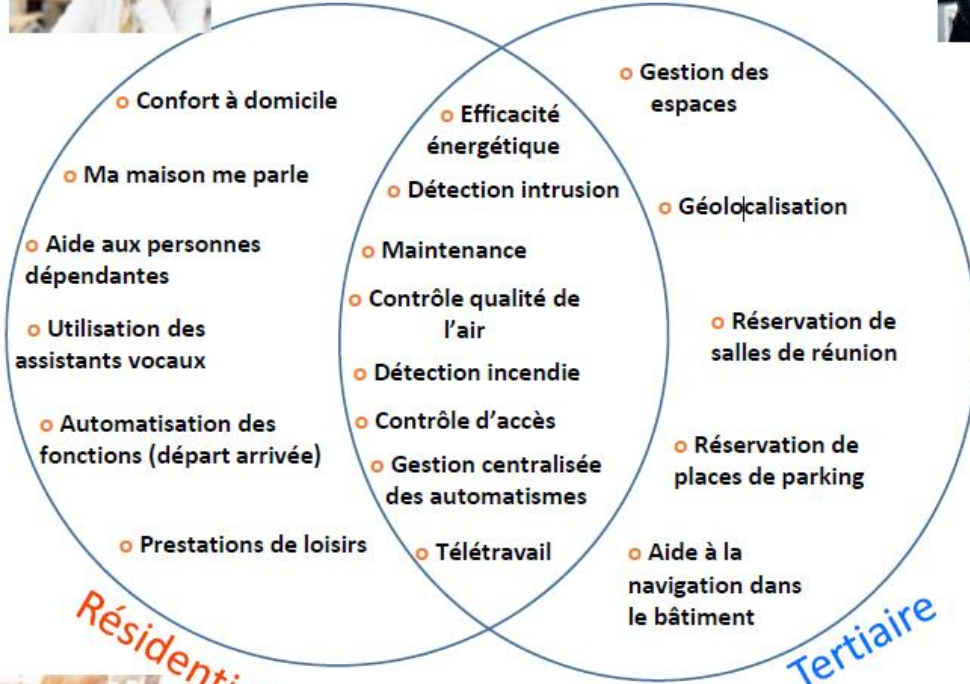 o Confort à domicile
o Ma maison me parle
o Aide aux personnes
dépendantes
o Utilisation des
assistants vocaux
o Automatisation des
fonctions (départ arrivée)
o Prestations de loisirs
o Efficacité
énergétique
o Détection intrusion
o Maintenance
o Contrôle qualité de
l'air
o Détection incendie
o Contrôle d'accès
o Gestion centralisée
des automatismes
o Télétravail
o Gestion des
espaces
o Géolocalisation
o Réservation de
salles de réunion
o Réservation de
places de parking
o Aide à la
navigation dans
le bâtiment
Tertiaire